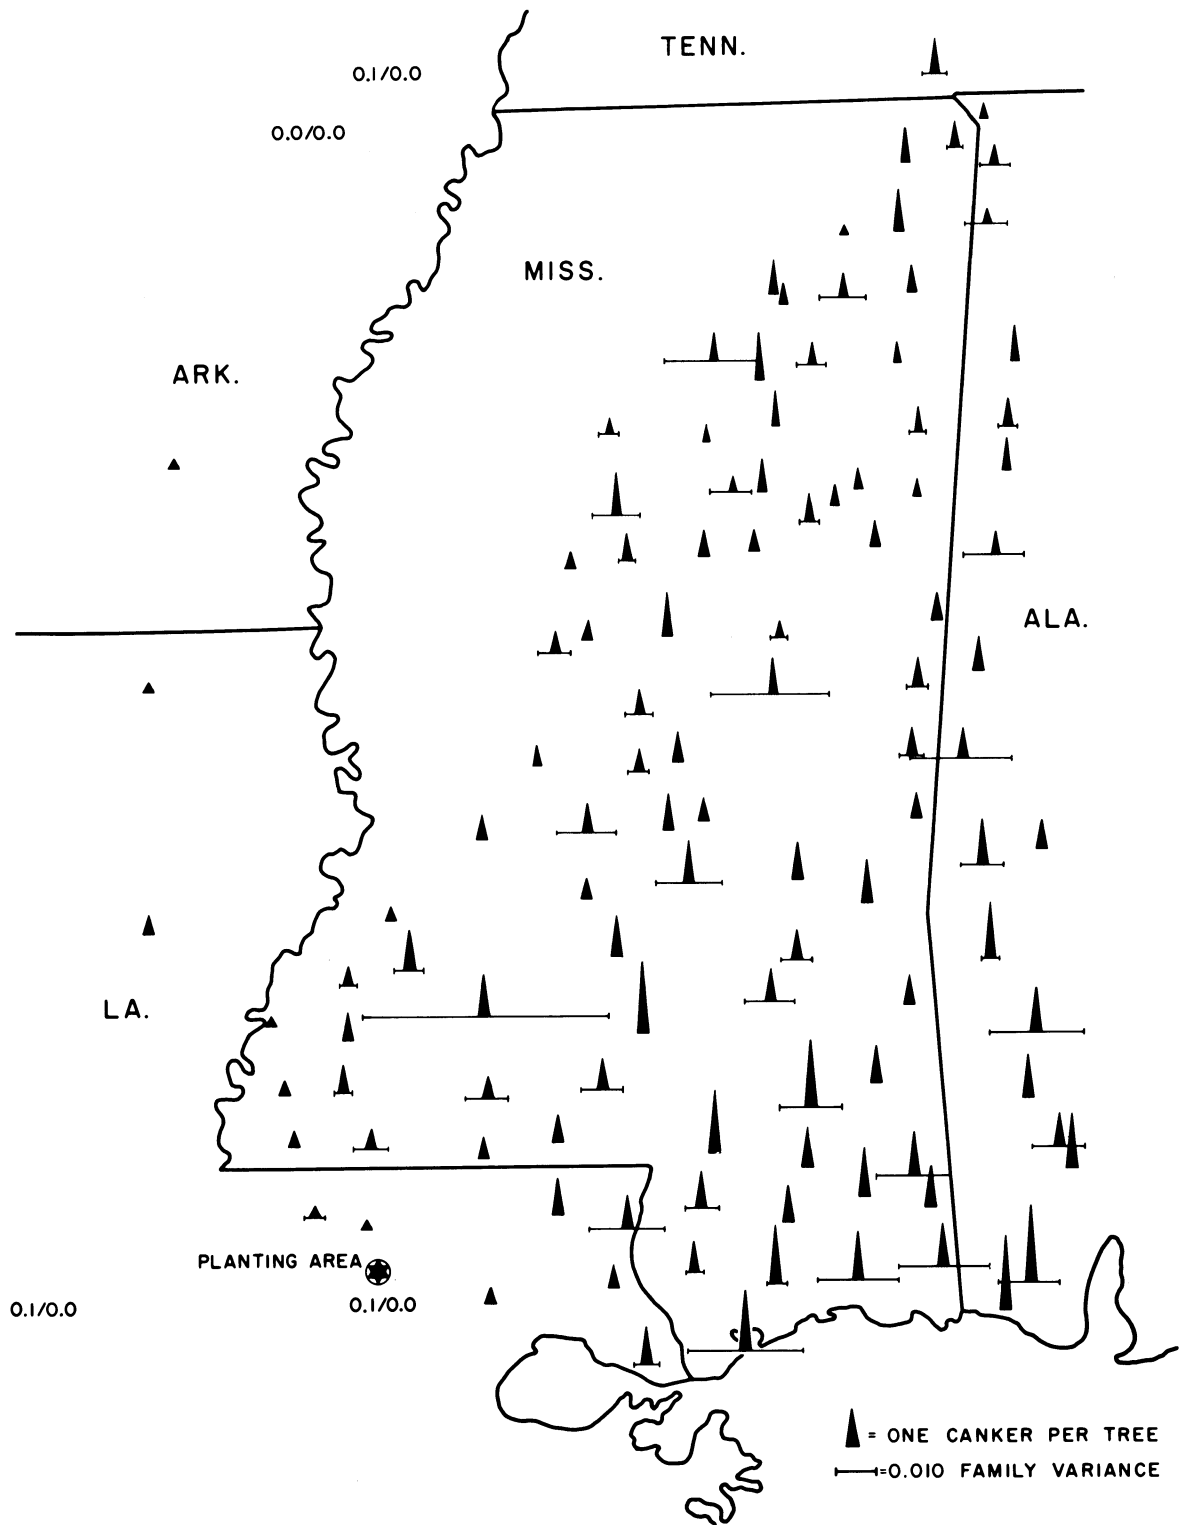 TENN.
0.1/0.0
0.0/0.0
MISS.
ARK.
ALA.
LA.
PLANTING AREA
0.1/0.0
0.1/0.0
= ONE CANKER PER TREE
=0.010 FAMILY VARIANCE